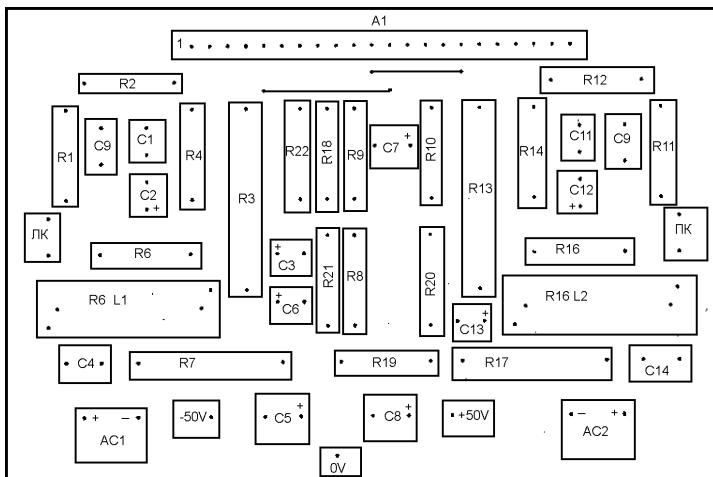 A1
1
R2
R12
R1
C9
C1
R4
R3
R22
R18
R9
C7
+
R10
R13
R14
C11
C9
R11
C2
+
C12
+
ЛК
ПК
R6
C3
+
R21
R8
R20
R16
R6 L1
C6
+
C13
+
R16 L2
C4
R7
R19
R17
C14
+ –
AC1
-50V
C5
+
C8
+
+50V
– +
AC2
0V